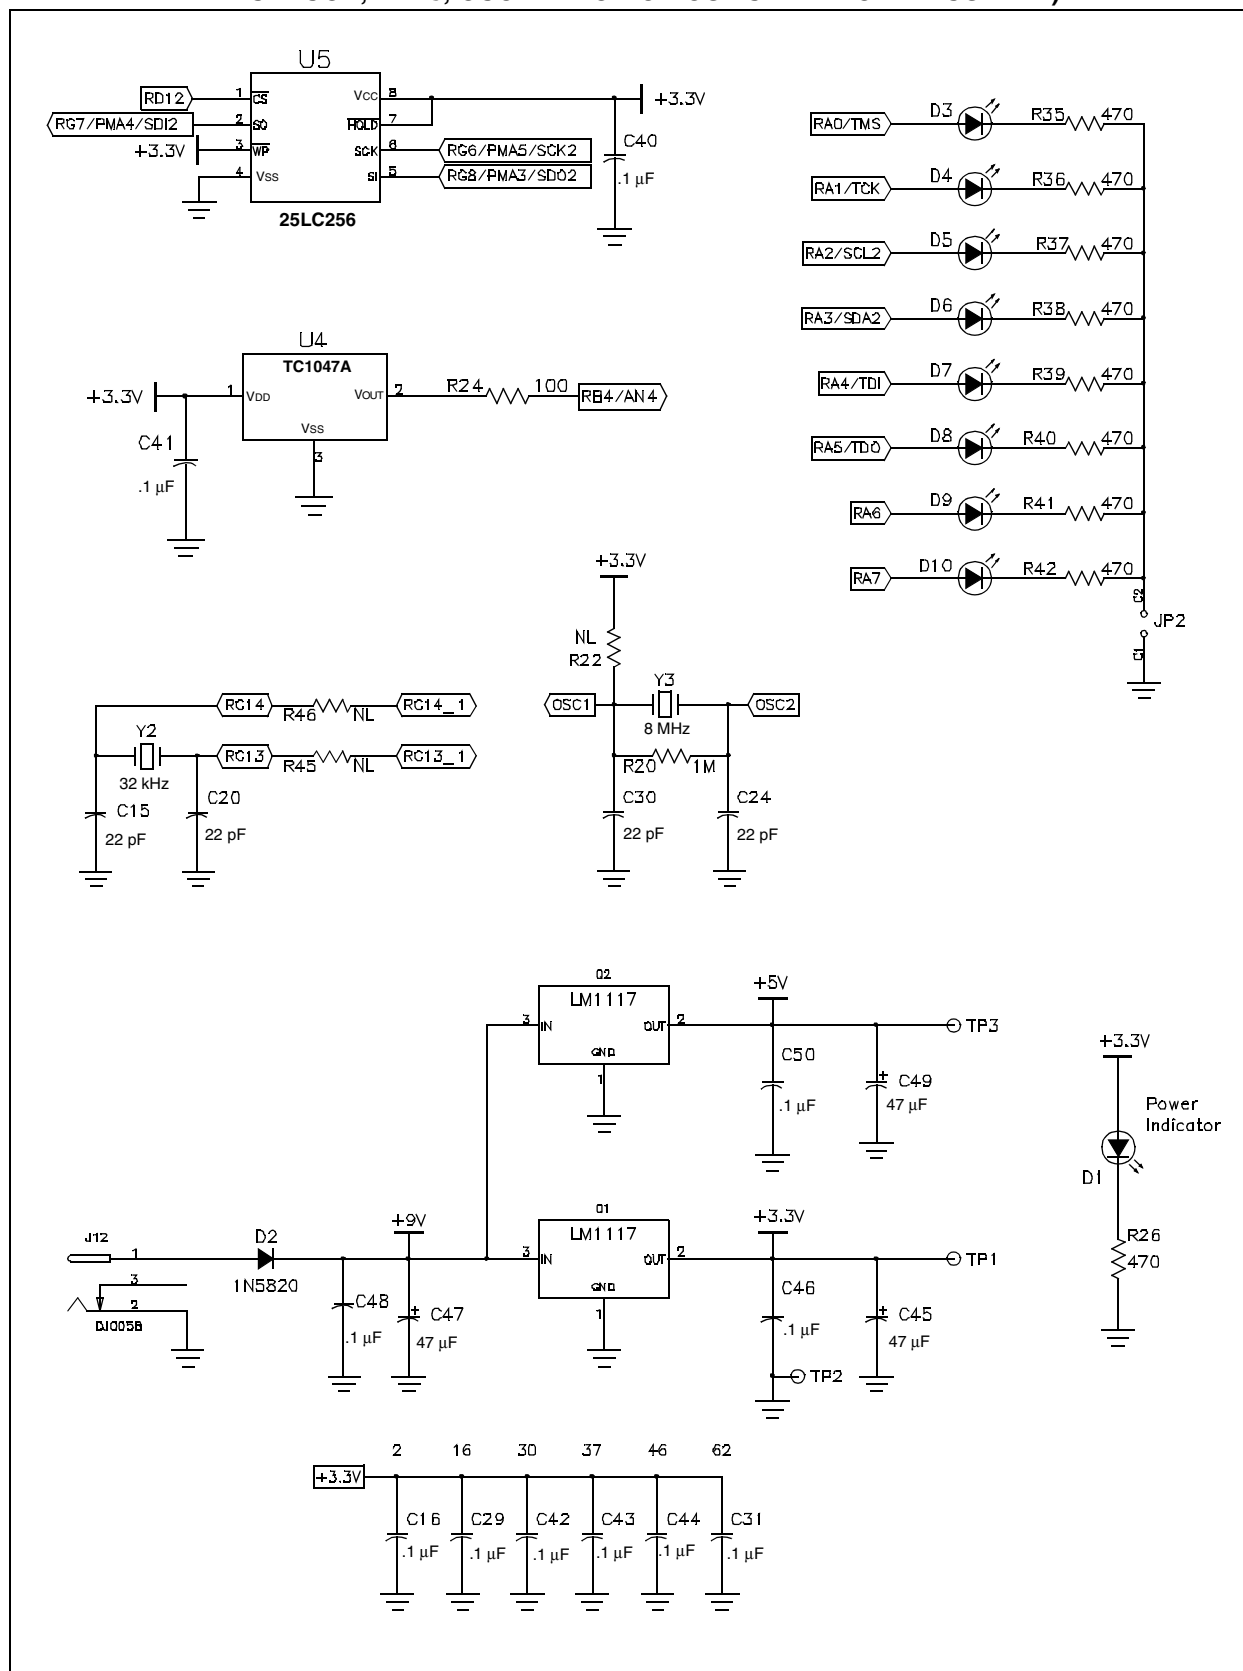 U5
RD12
1
CS
VCC
8
+3.3V
RG7/PMA4/SDI2
2
SO
HOLD
7
C40
.1 µF
+3.3V
3
WP
SCK
6
RG6/PMA5/SCK2
4
VSS
SI
5
RG8/PMA3/SDO2
25LC256
RA0/TMS
D3
R35
470
RA1/TCK
D4
R36
470
RA2/SCL2
D5
R37
470
RA3/SDA2
D6
R38
470
RA4/TDI
D7
R39
470
RA5/TDO
D8
R40
470
RA6
D9
R41
470
RA7
D10
R42
470
C2
JP2
C1
U4
TC1047A
+3.3V
1
VDD
VOUT
2
R24
100
RB4/AN4
C41
.1 µF
VSS
3
+3.3V
NL
R22
OSC1
Y3
8 MHz
OSC2
R20
1M
C30
22 pF
C24
22 pF
RC14
R46
NL
RC14_1
Y2
32 kHz
RC13
R45
NL
RC13_1
C15
22 pF
C20
22 pF
Q2
LM1117
3
IN
OUT
2
GND
1
+5V
TP3
C50
.1 µF
C49
47 µF
+3.3V
Power
Indicator
D1
R26
470
J12
1
3
2
DJ005B
D2
1N5820
+9V
C48
.1 µF
C47
47 µF
Q1
LM1117
3
IN
OUT
2
GND
1
+3.3V
TP1
C46
.1 µF
C45
47 µF
TP2
2 16 30 37 46 62
+3.3V
C16 C29 C42 C43 C44 C31
.1 µF .1 µF .1 µF .1 µF .1 µF .1 µF